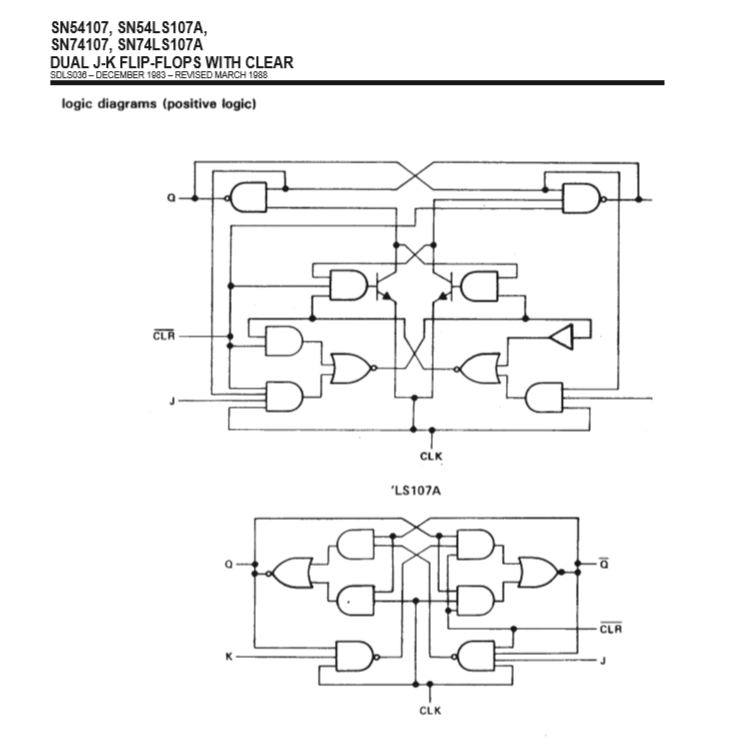 SN54107, SN54LS107A,
SN74107, SN74LS107A
DUAL J-K FLIP-FLOPS WITH CLEAR
SDLS036 – DECEMBER 1983 – REVISED MARCH 1988
logic diagrams (positive logic)
Q
CLR
J
CLK
'LS107A
Q
Q
CLR
K
J
CLK